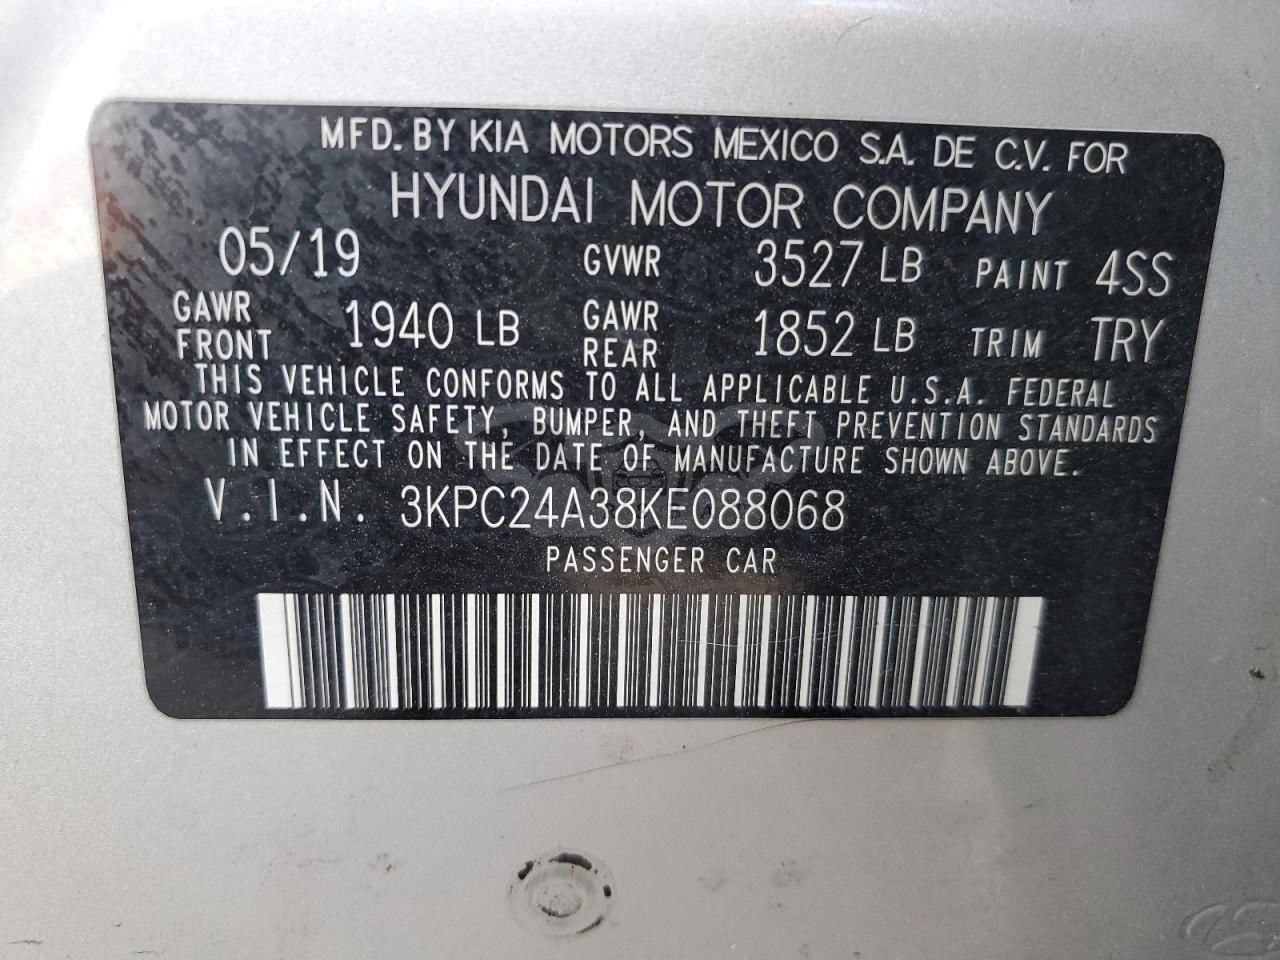 MFD. BY KIA MOTORS MEXICO S.A. DE C.V. FOR
HYUNDAI MOTOR COMPANY
05/19 GVWR 3527 LB PAINT 4SS
GAWR FRONT 1940 LB GAWR REAR 1852 LB TRIM TRY
THIS VEHICLE CONFORMS TO ALL APPLICABLE U.S.A. FEDERAL
MOTOR VEHICLE SAFETY, BUMPER, AND THEFT PREVENTION STANDARDS
IN EFFECT ON THE DATE OF MANUFACTURE SHOWN ABOVE.
V.I.N. 3KPC24A38KE088068
PASSENGER CAR